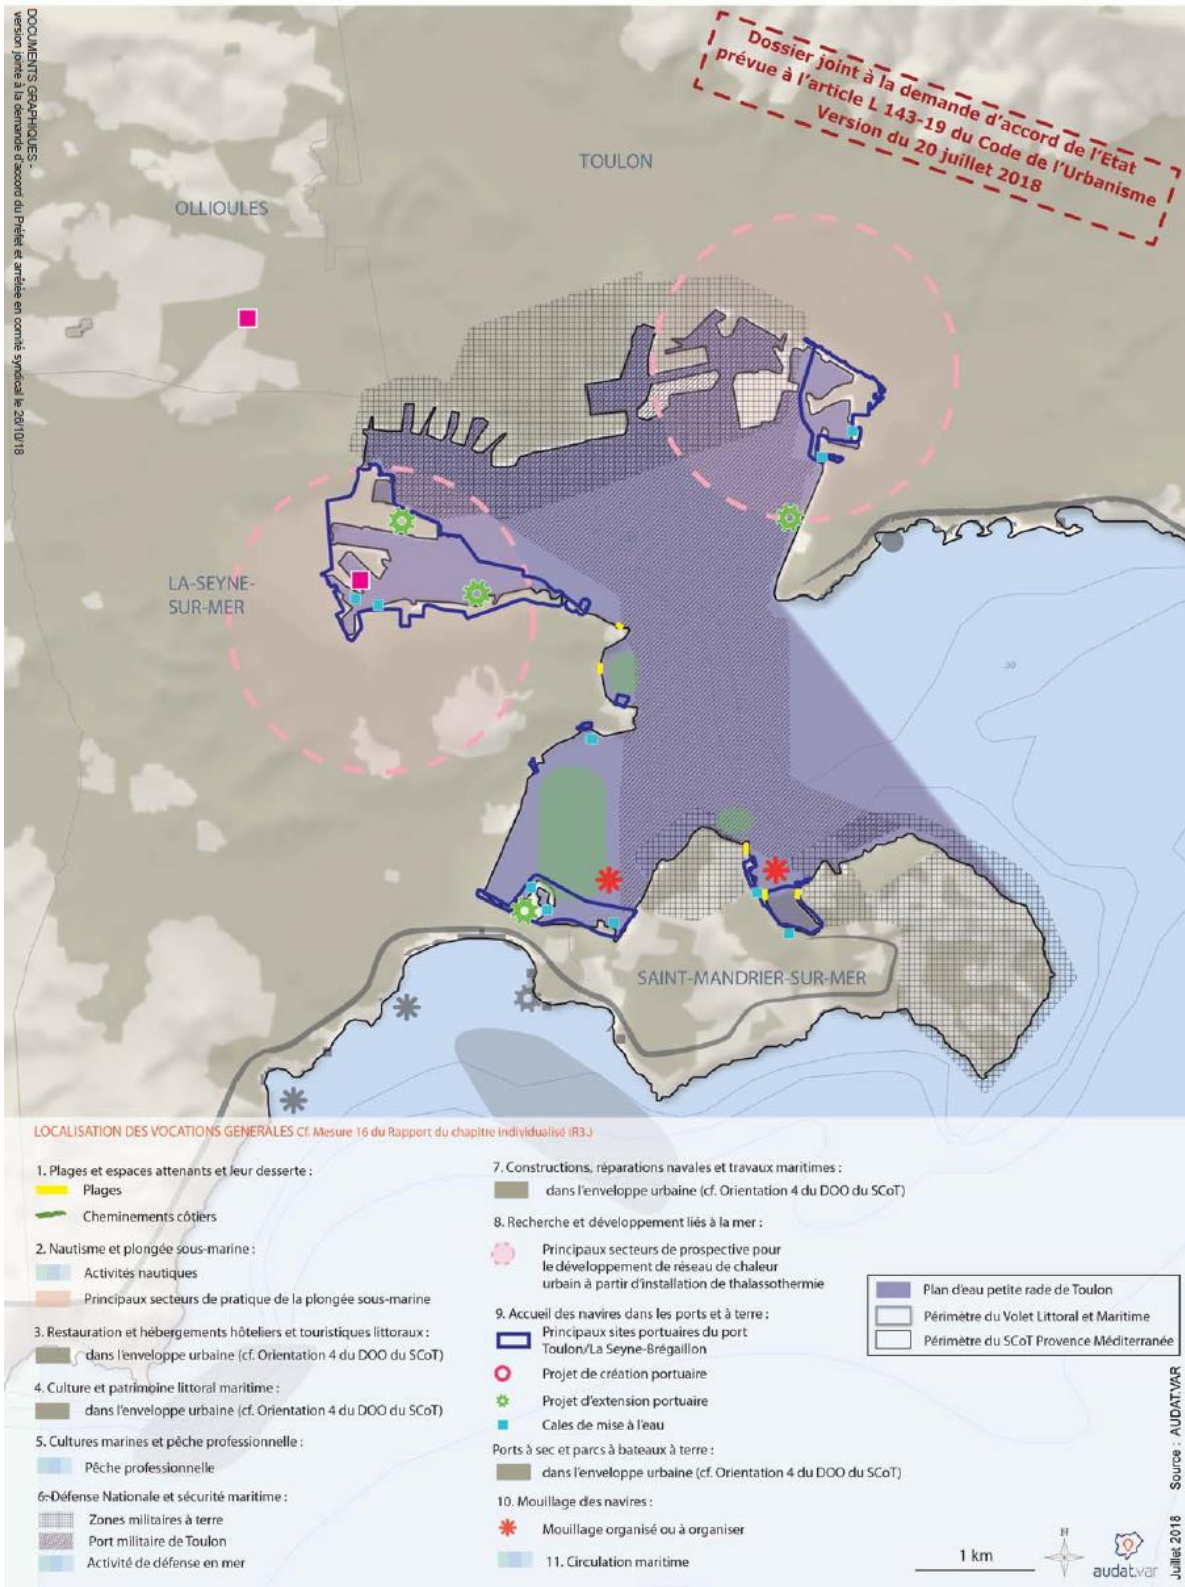 DOCUMENTS GRAPHIQUES -
version jointe à la demande d'accord du Préfet et arrêtée en comité syndical le 26/10/18
Dossier joint à la demande d'accord de l'Etat
prévue à l'article L 143-19 du Code de l'Urbanisme
Version du 20 juillet 2018
TOULON
OLLIOULES
LA-SEYNE-
SUR-MER
30
SAINT-MANDRIER-SUR-MER
LOCALISATION DES VOCATIONS GENERALES Cf. Mesure 16 du Rapport du chapitre individualisé (R3.)
1. Plages et espaces attenants et leur desserte :
Plages
Cheminements côtiers
2. Nautisme et plongée sous-marine :
Activités nautiques
Principaux secteurs de pratique de la plongée sous-marine
3. Restauration et hébergements hôteliers et touristiques littoraux :
dans l'enveloppe urbaine (cf. Orientation 4 du DOO du SCoT)
4. Culture et patrimoine littoral maritime :
dans l'enveloppe urbaine (cf. Orientation 4 du DOO du SCoT)
5. Cultures marines et pêche professionnelle :
Pêche professionnelle
6. Défense Nationale et sécurité maritime :
Zones militaires à terre
Port militaire de Toulon
Activité de défense en mer
7. Constructions, réparations navales et travaux maritimes :
dans l'enveloppe urbaine (cf. Orientation 4 du DOO du SCoT)
8. Recherche et développement liés à la mer :
Principaux secteurs de prospective pour
le développement de réseau de chaleur
urbain à partir d'installation de thalassothermie
9. Accueil des navires dans les ports et à terre :
Principaux sites portuaires du port
Toulon/La Seyne-Brégaillon
Projet de création portuaire
Projet d'extension portuaire
Cales de mise à l'eau
Ports à sec et parcs à bateaux à terre :
dans l'enveloppe urbaine (cf. Orientation 4 du DOO du SCoT)
10. Mouillage des navires :
Mouillage organisé ou à organiser
11. Circulation maritime
Plan d'eau petite rade de Toulon
Périmètre du Volet Littoral et Maritime
Périmètre du SCoT Provence Méditerranée
1 km
N
audat.var
Juillet 2018 Source : AUDAT.VAR